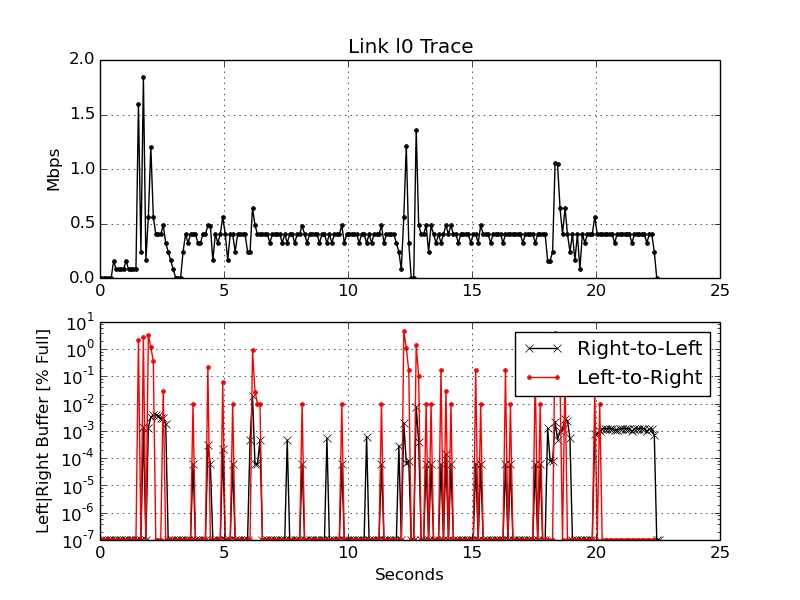 Link l0 Trace
2.0
1.5
1.0
0.5
0.0
Mbps
0 5 10 15 20 25
10^1
10^0
10^-1
10^-2
10^-3
10^-4
10^-5
10^-6
10^-7
Left|Right Buffer [% Full]
Right-to-Left
Left-to-Right
0 5 10 15 20 25
Seconds